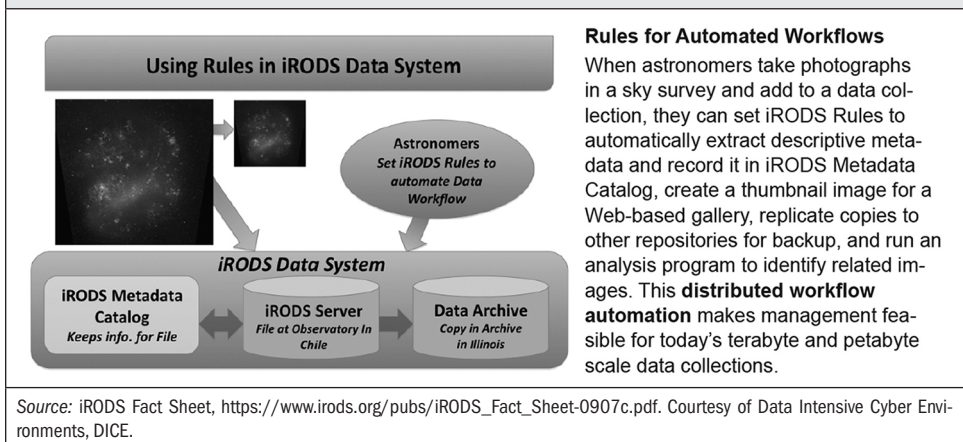 Using Rules in iRODS Data System
Astronomers
Set iRODS Rules to
automate Data
Workflow
iRODS Data System
iRODS Metadata
Catalog
Keeps info. for File
iRODS Server
File at Observatory In
Chile
Data Archive
Copy in Archive
in Illinois
Rules for Automated Workflows
When astronomers take photographs
in a sky survey and add to a data col-
lection, they can set iRODS Rules to
automatically extract descriptive meta-
data and record it in iRODS Metadata
Catalog, create a thumbnail image for a
Web-based gallery, replicate copies to
other repositories for backup, and run an
analysis program to identify related im-
ages. This distributed workflow
automation makes management fea-
sible for today's terabyte and petabyte
scale data collections.
Source: iRODS Fact Sheet, https://www.irods.org/pubs/iRODS_Fact_Sheet-0907c.pdf. Courtesy of Data Intensive Cyber Envi-
ronments, DICE.